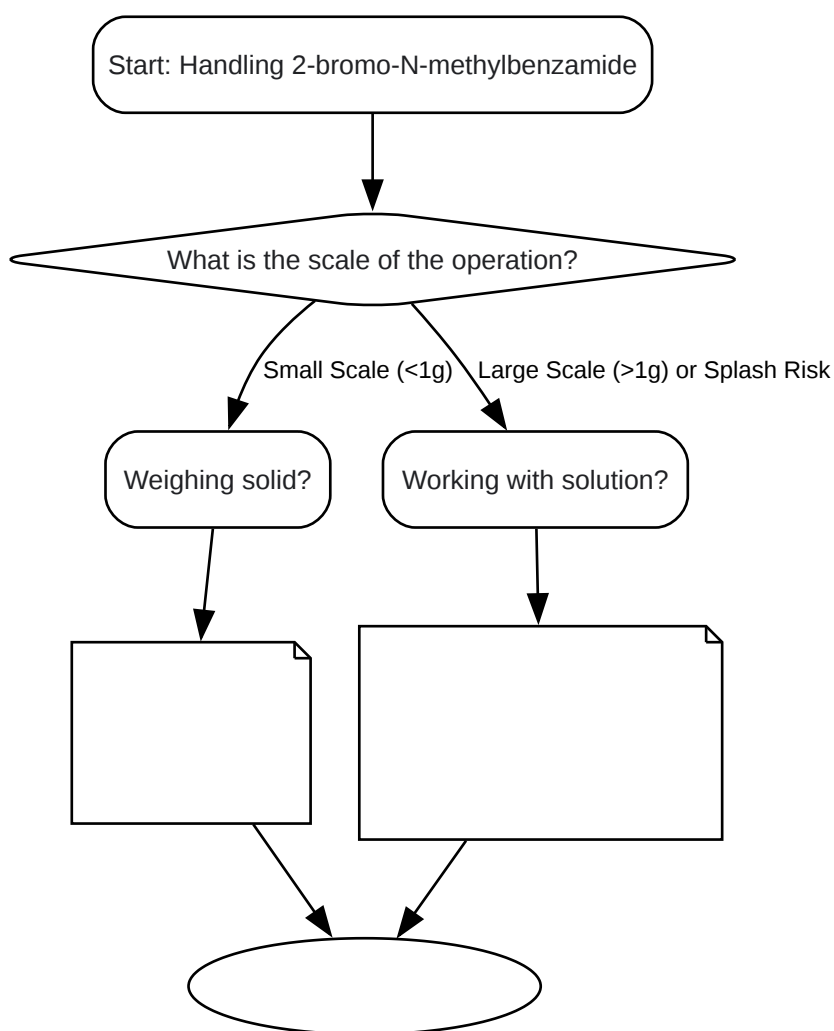 Start: Handling 2-bromo-N-methylbenzamide
What is the scale of the operation?
Small Scale (<1g)
Large Scale (>1g) or Splash Risk
Weighing solid?
Working with solution?